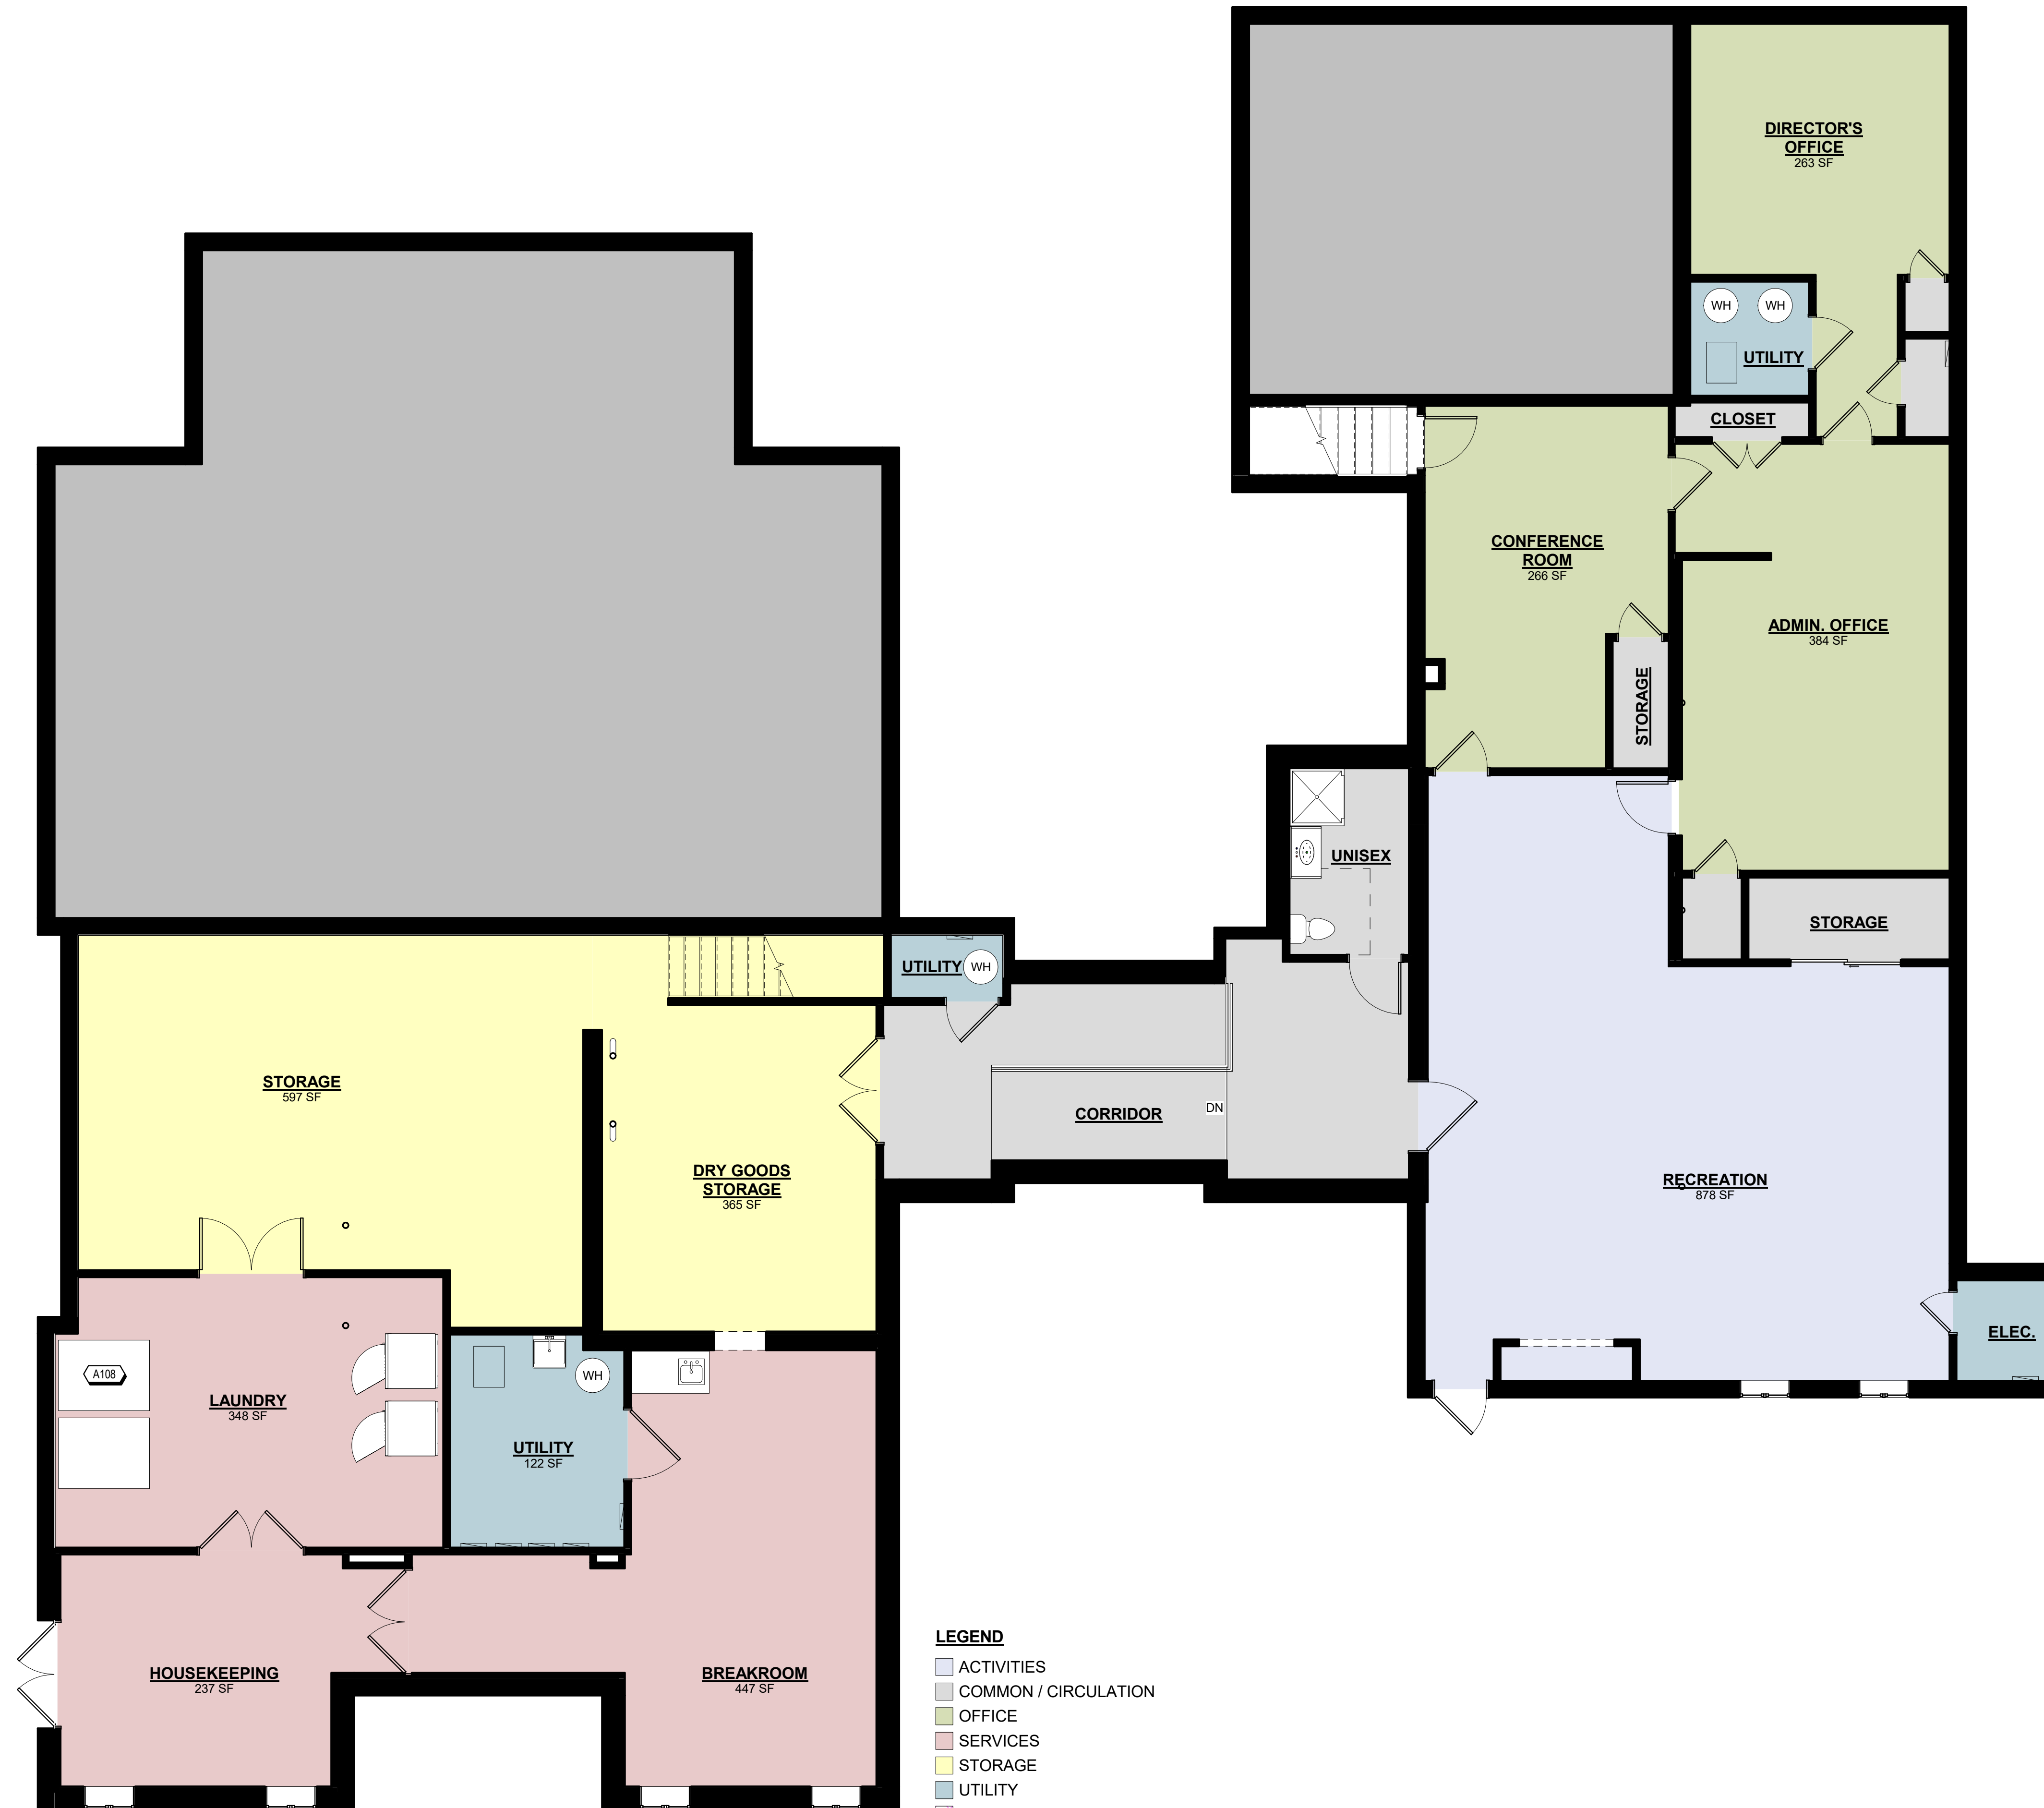 DIRECTOR'S
OFFICE
263 SF
WH
WH
UTILITY
CLOSET
CONFERENCE
ROOM
266 SF
ADMIN. OFFICE
384 SF
STORAGE
UNISEX
STORAGE
UTILITY
WH
STORAGE
597 SF
CORRIDOR
DN
DRY GOODS
STORAGE
365 SF
RECREATION
878 SF
ELEC.
A108
LAUNDRY
348 SF
WH
UTILITY
122 SF
HOUSEKEEPING
237 SF
BREAKROOM
447 SF
LEGEND
ACTIVITIES
COMMON / CIRCULATION
OFFICE
SERVICES
STORAGE
UTILITY